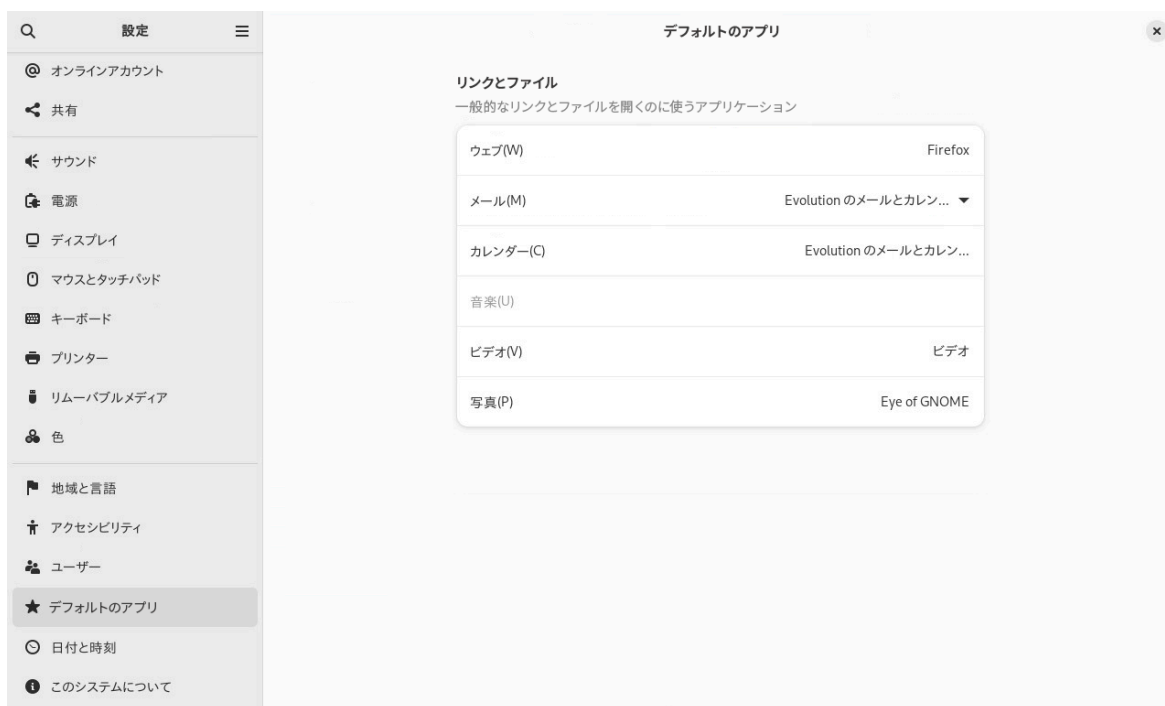 設定
オンラインアカウント
共有
サウンド
電源
ディスプレイ
マウスとタッチパッド
キーボード
プリンター
リムーバブルメディア
色
地域と言語
アクセシビリティ
ユーザー
デフォルトのアプリ
日付と時刻
このシステムについて
デフォルトのアプリ
リンクとファイル
一般的なリンクとファイルを開くのに使うアプリケーション
ウェブ(W) Firefox
メール(M) Evolution のメールとカレン...
カレンダー(C) Evolution のメールとカレン...
音楽(U)
ビデオ(V) ビデオ
写真(P) Eye of GNOME